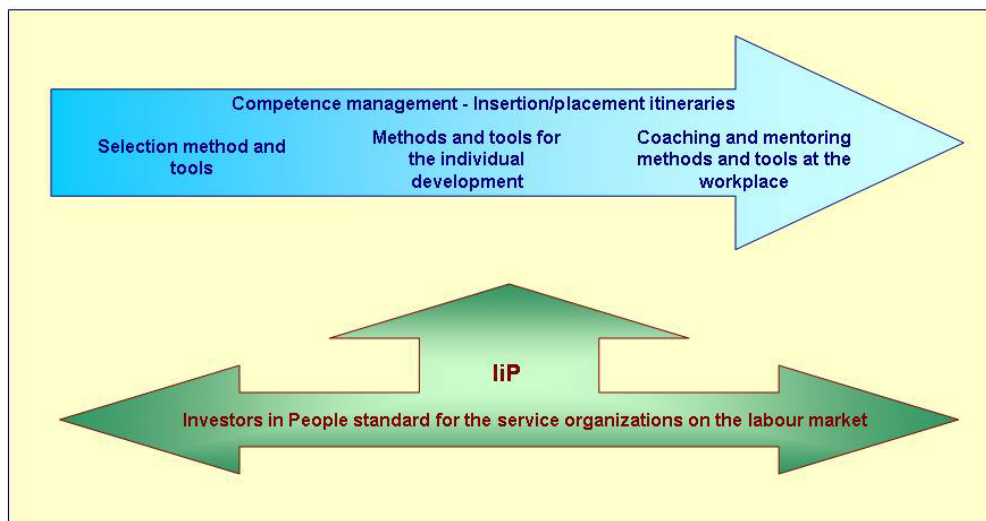 Competence management - Insertion/placement itineraries
Selection method and
tools
Methods and tools for
the individual
development
Coaching and mentoring
methods and tools at the
workplace
IiP
Investors in People standard for the service organizations on the labour market